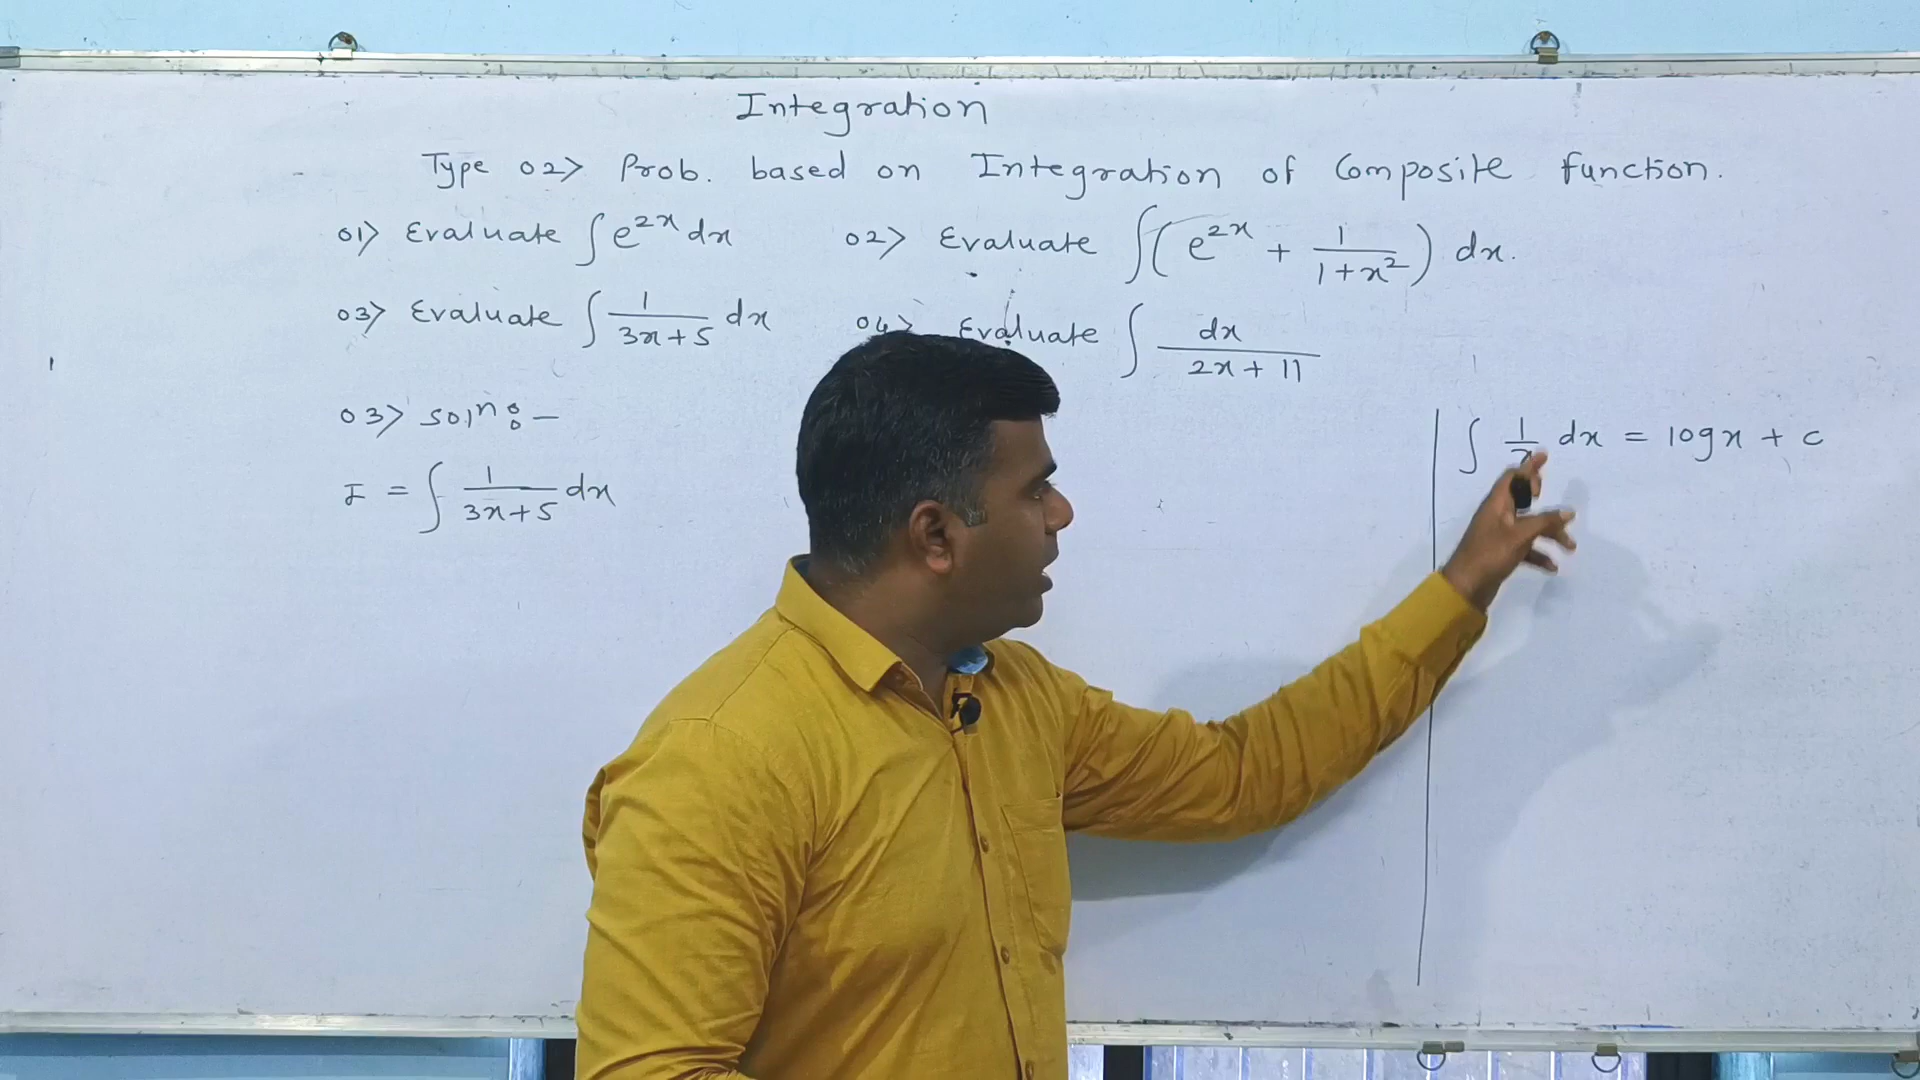 Integration
Type 02> Prob. based on Integration of Composite function.
01> Evaluate ∫ e^{2x} dx 02> Evaluate ∫ ( e^{2x} + 1/(1+x^2) ) dx.
03> Evaluate ∫ 1/(3x+5) dx 04> Evaluate ∫ dx/(2x+11)
03> soln:-
I = ∫ 1/(3x+5) dx
∫ 1/x dx = logx + c